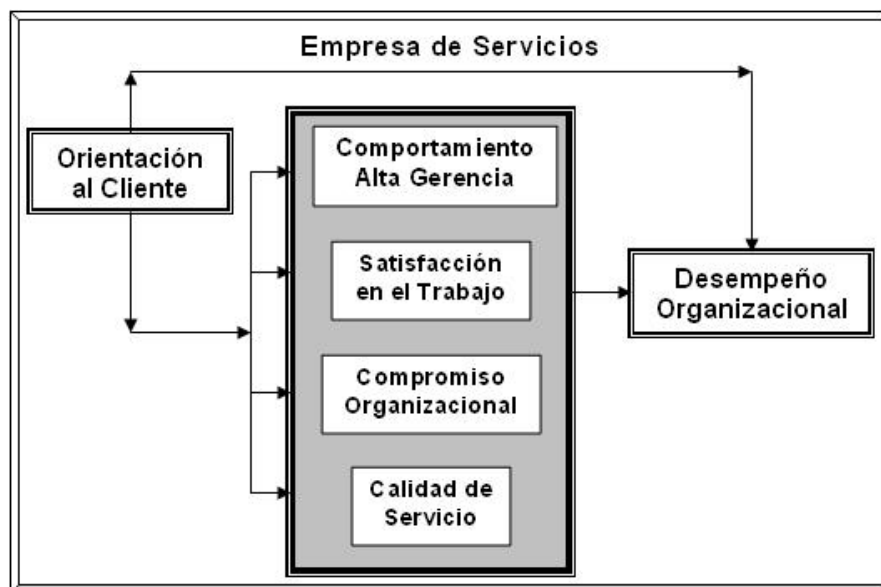 Empresa de Servicios
Orientación
al Cliente
Comportamiento
Alta Gerencia
Satisfacción
en el Trabajo
Compromiso
Organizacional
Calidad de
Servicio
Desempeño
Organizacional